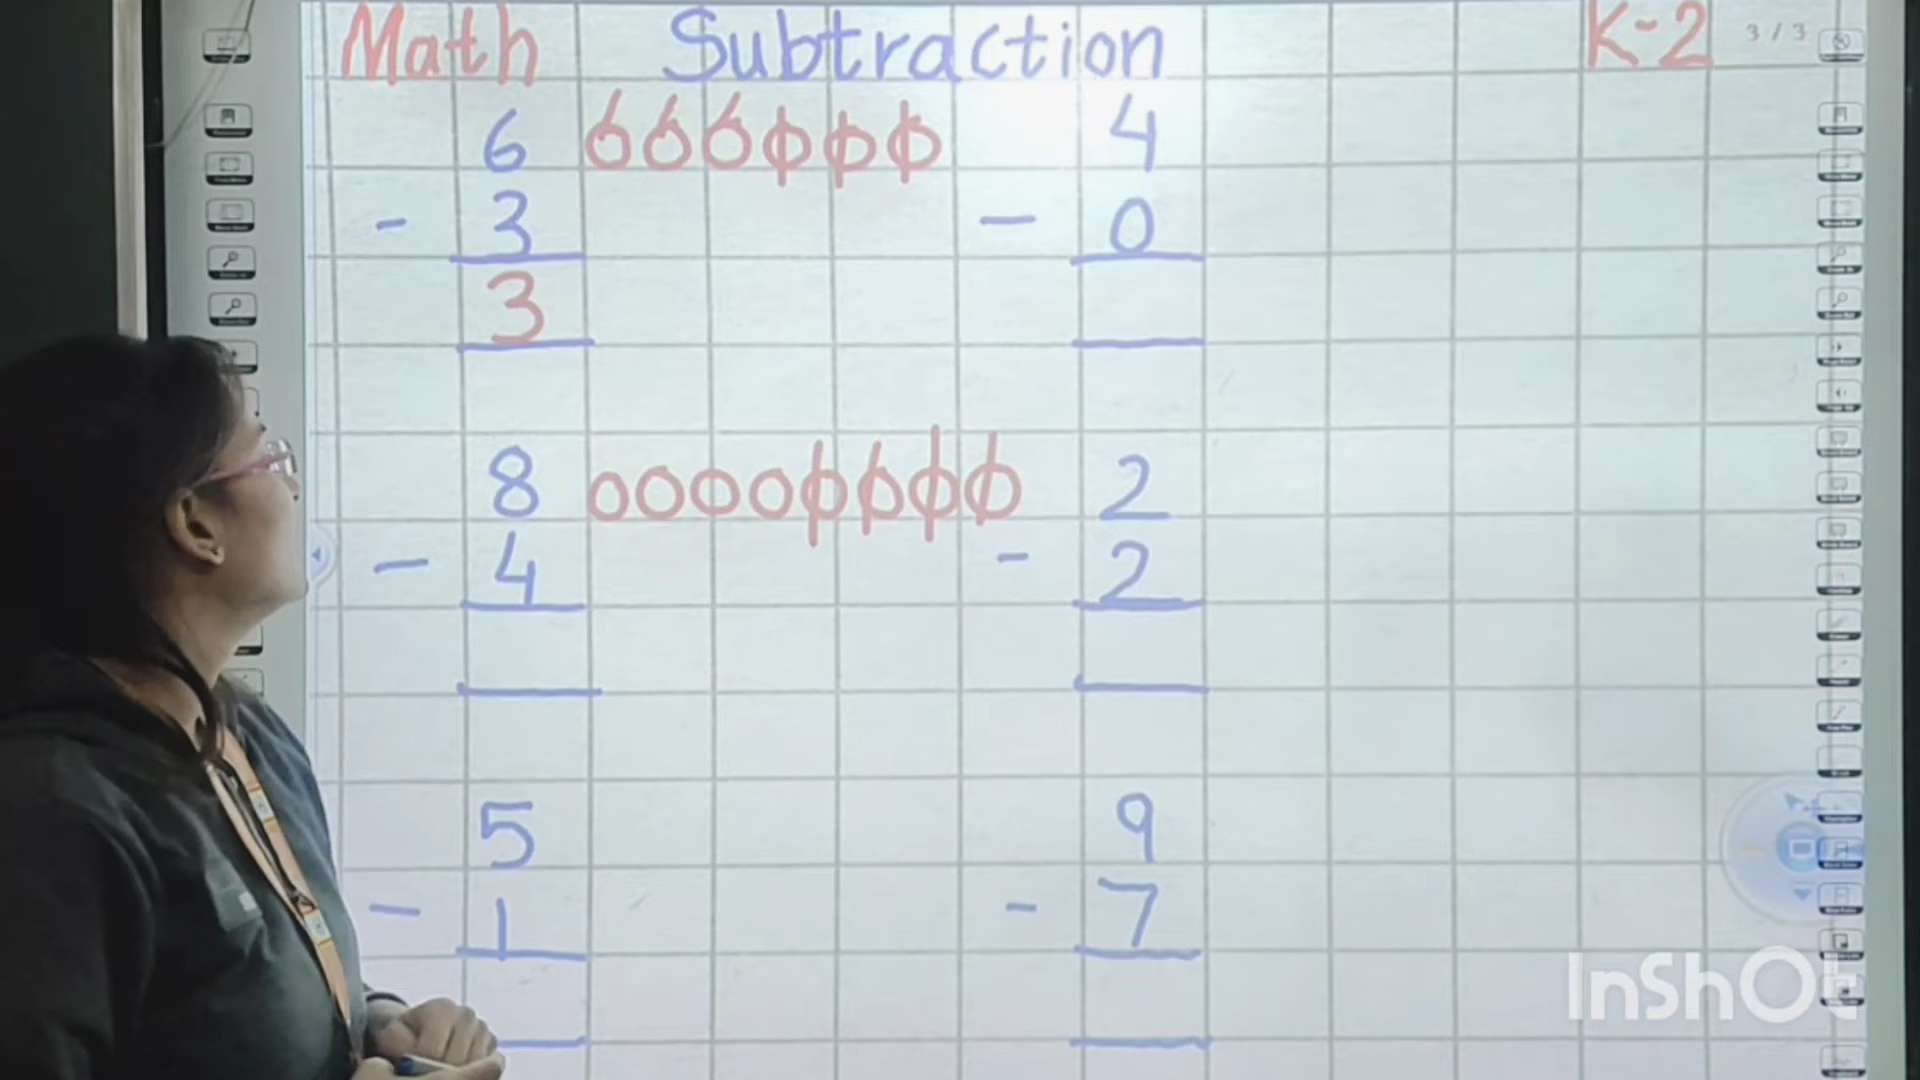 Math Subtraction K-2 3/3
6 4
- 3 - 0
3
8 2
- 4 - 2
5 9
- 1 - 7
InShOt